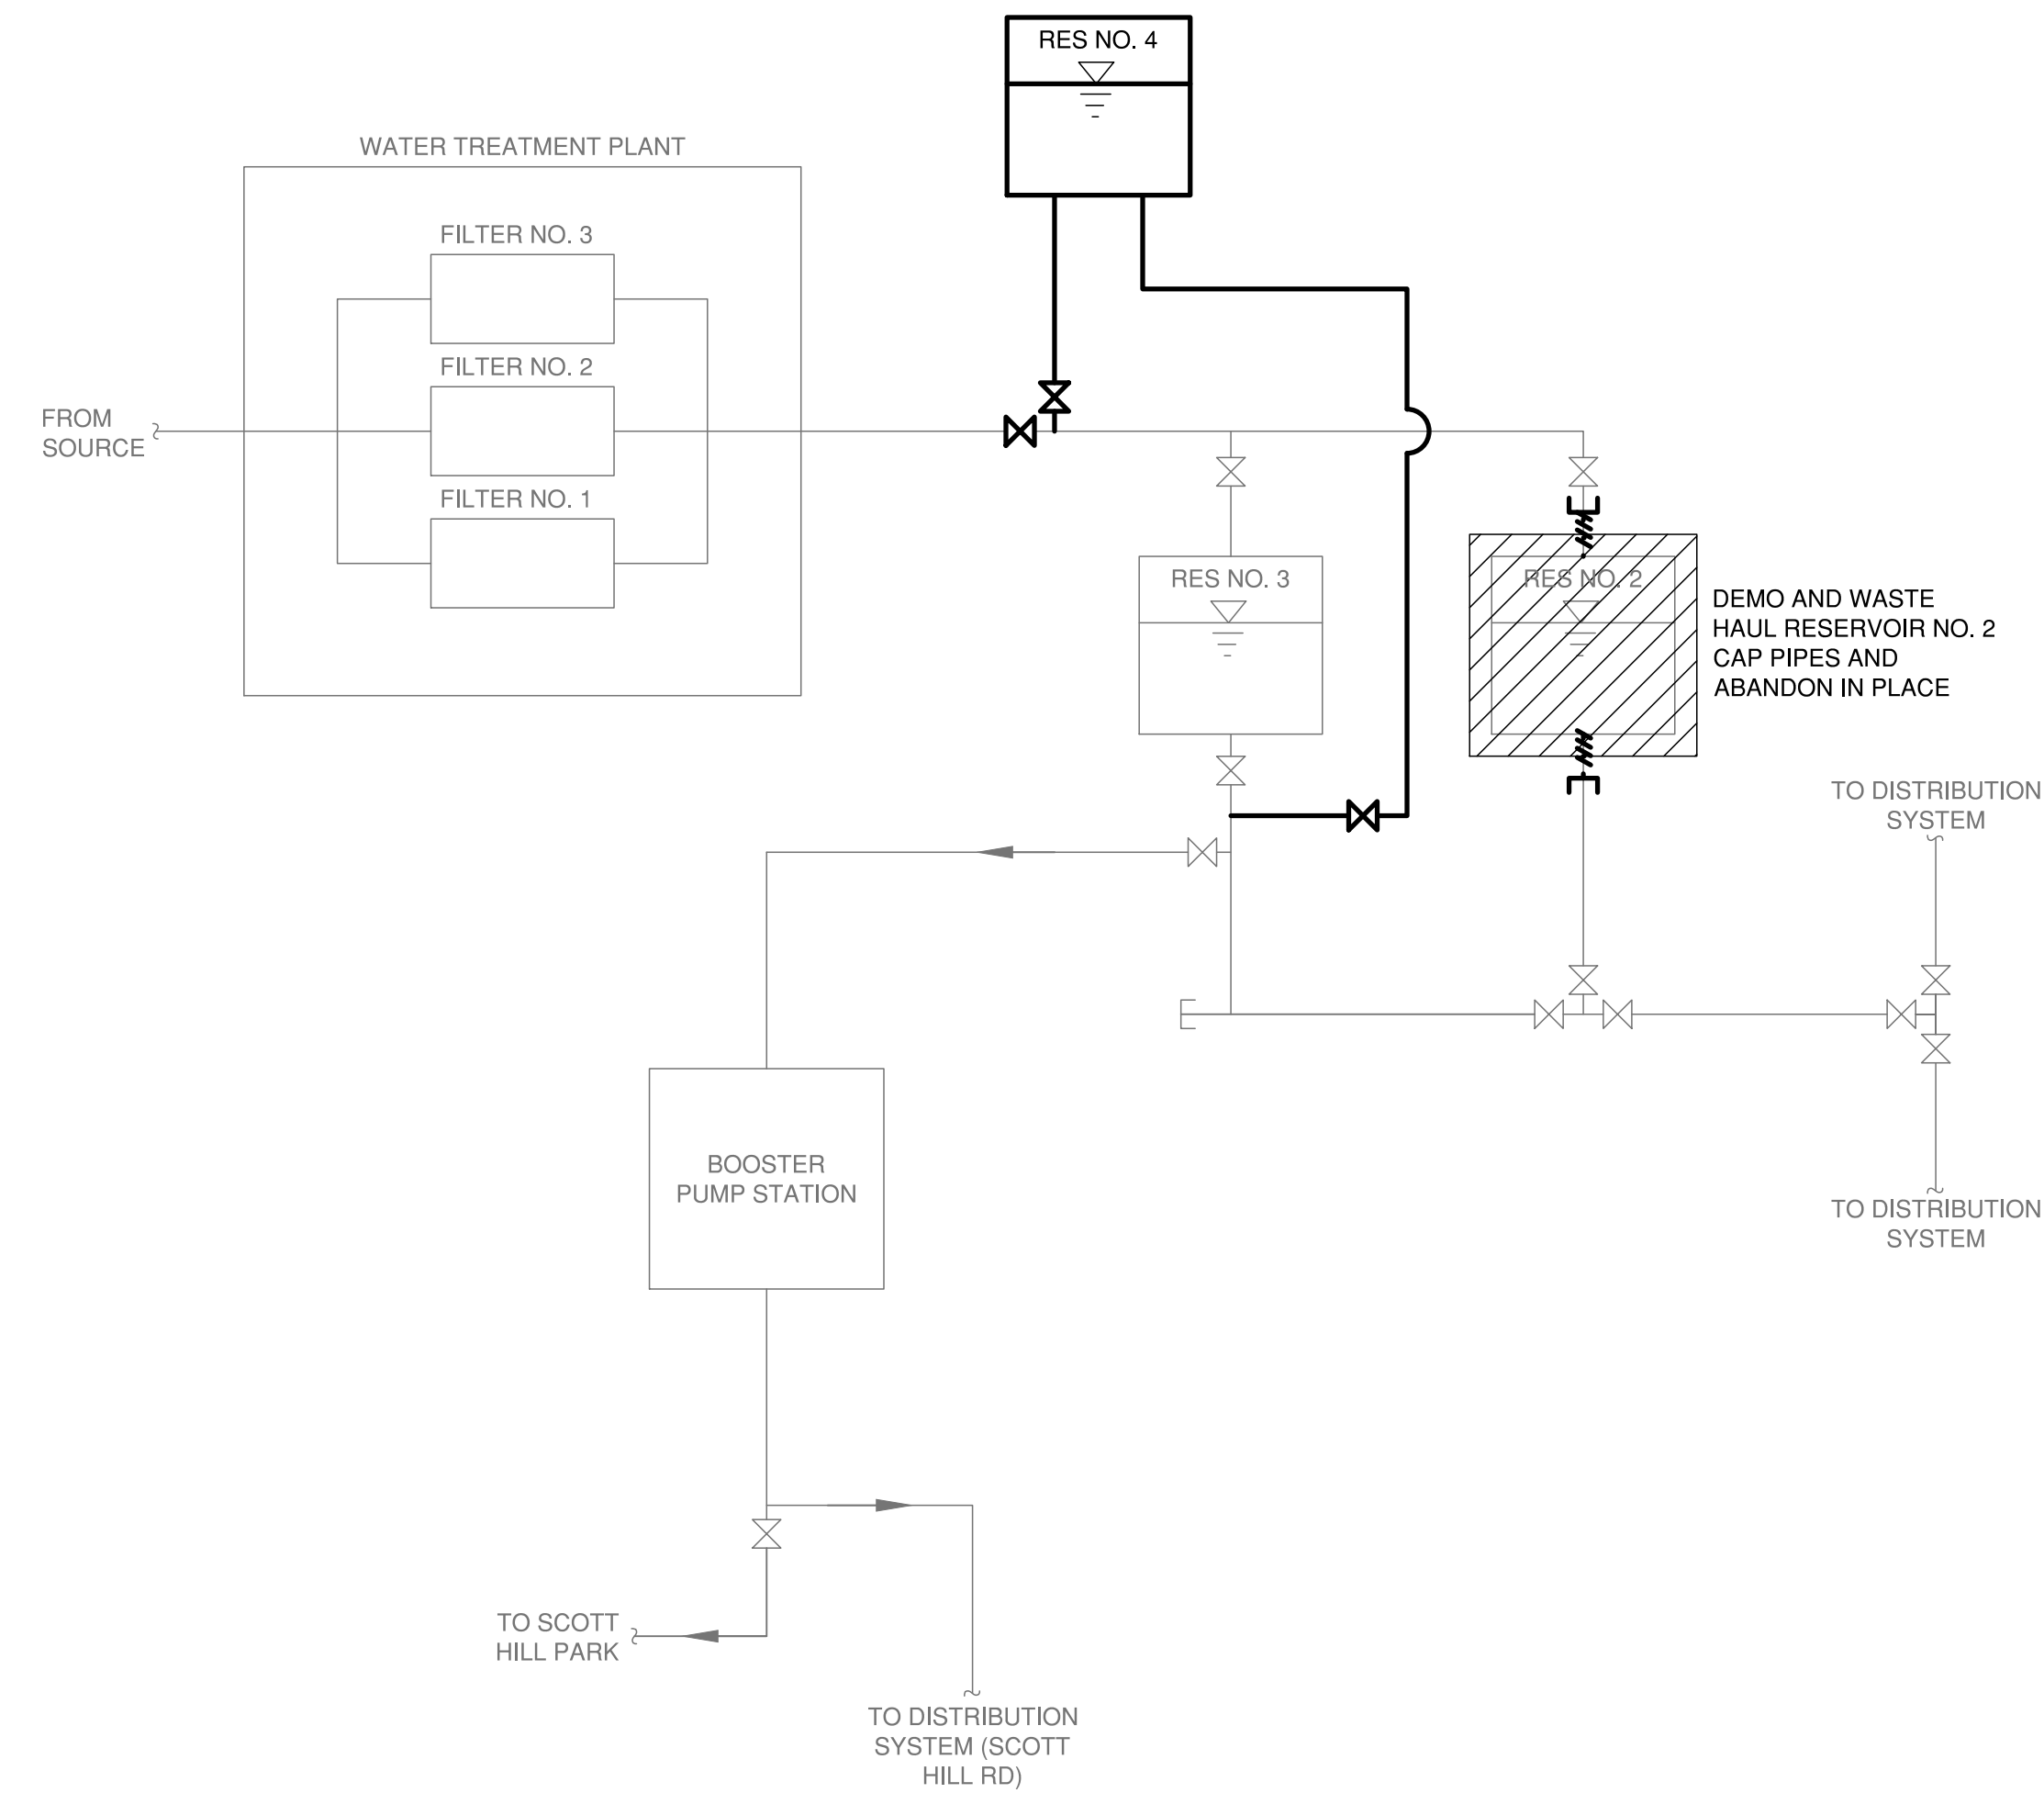 RES NO. 4
WATER TREATMENT PLANT
FILTER NO. 3
FILTER NO. 2
FROM
SOURCE
FILTER NO. 1
RES NO. 3
RES NO. 2
DEMO AND WASTE
HAUL RESERVOIR NO. 2
CAP PIPES AND
ABANDON IN PLACE
TO DISTRIBUTION
SYSTEM
BOOSTER
PUMP STATION
TO DISTRIBUTION
SYSTEM
TO SCOTT
HILL PARK
TO DISTRIBUTION
SYSTEM (SCOTT
HILL RD)